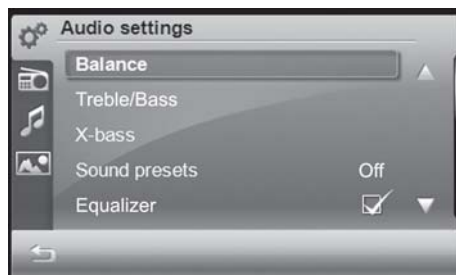 Audio settings
Balance
Treble/Bass
X-bass
Sound presets Off
Equalizer